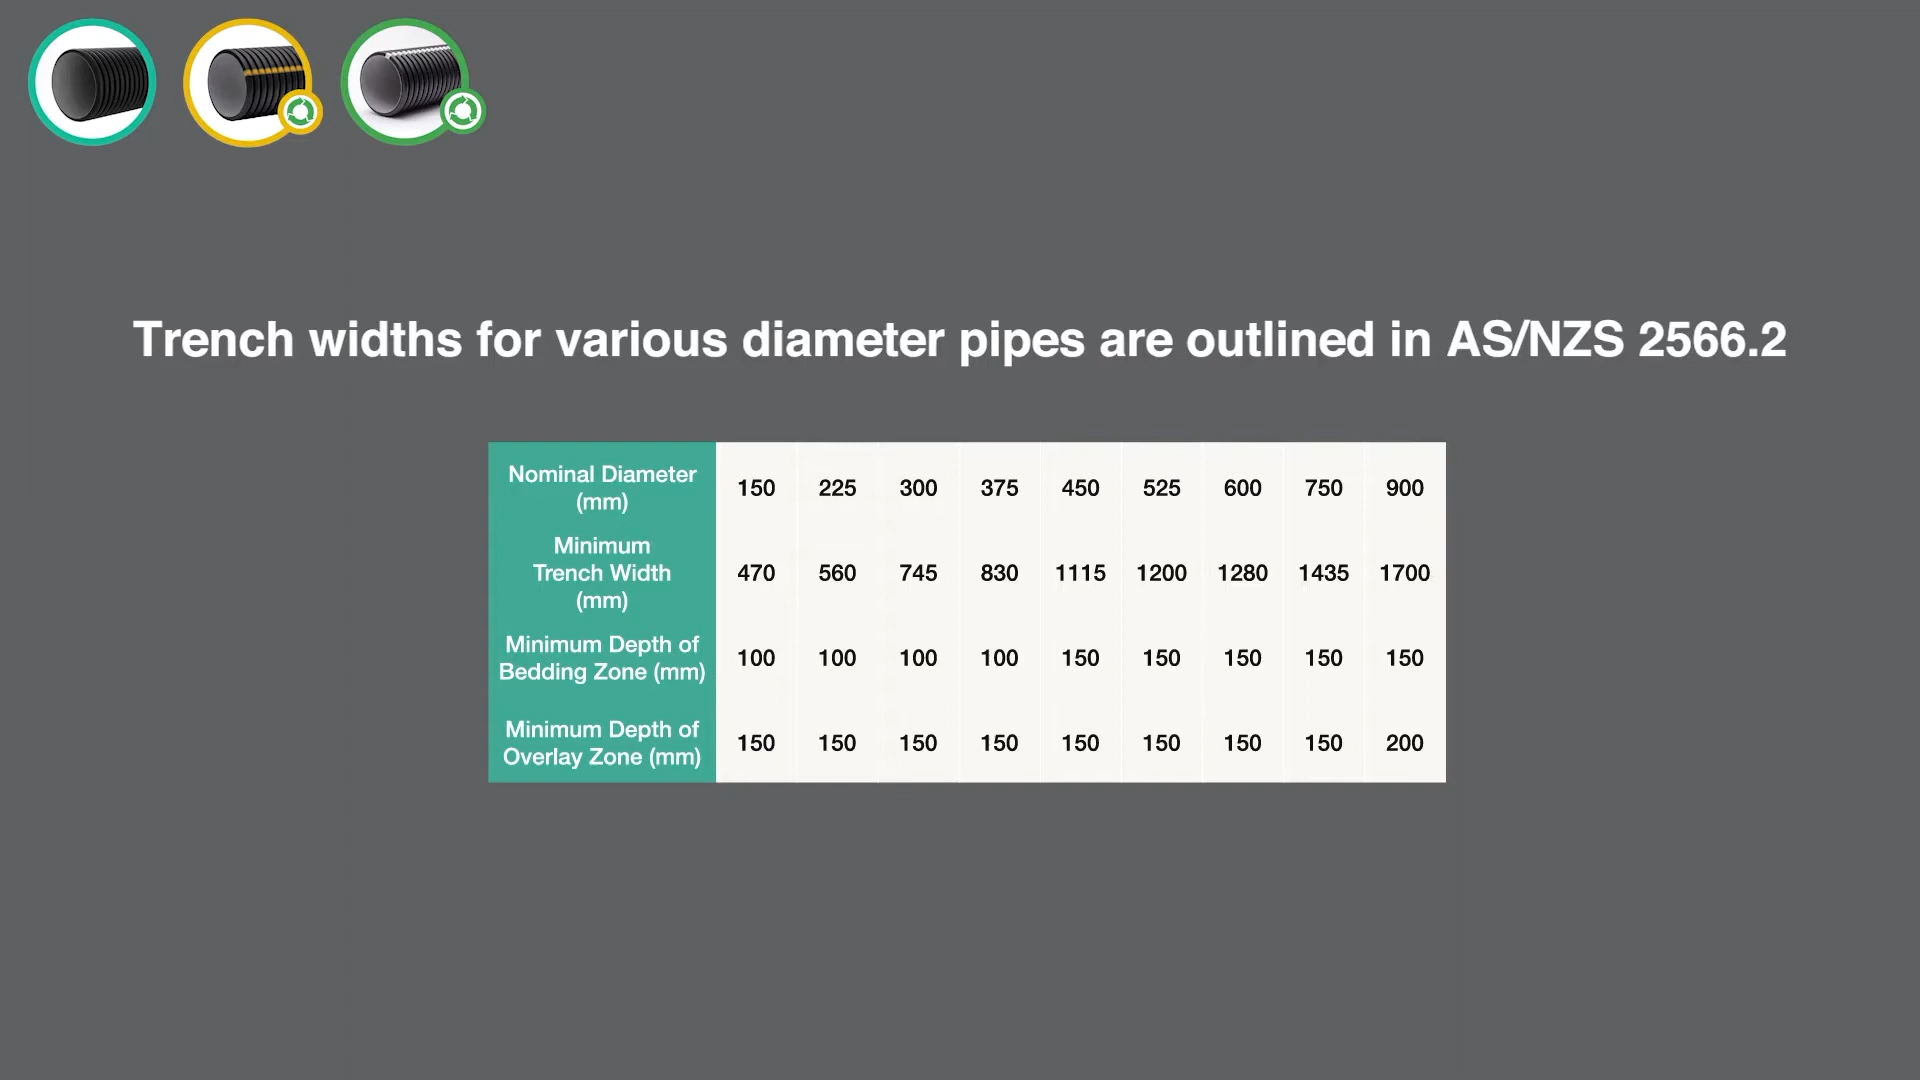 Trench widths for various diameter pipes are outlined in AS/NZS 2566.2
Nominal Diameter
(mm)
150 225 300 375 450 525 600 750 900
Minimum
Trench Width
(mm)
470 560 745 830 1115 1200 1280 1435 1700
Minimum Depth of
Bedding Zone (mm)
100 100 100 100 150 150 150 150 150
Minimum Depth of
Overlay Zone (mm)
150 150 150 150 150 150 150 150 200